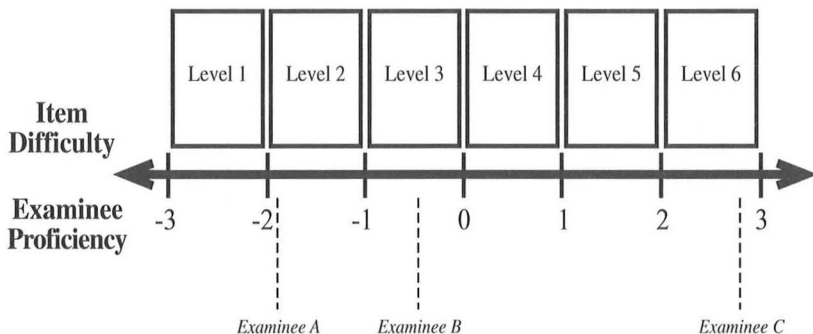 Level 1 Level 2 Level 3 Level 4 Level 5 Level 6
Item
Difficulty
Examinee
Proficiency
-3 -2 -1 0 1 2 3
Examinee A Examinee B Examinee C